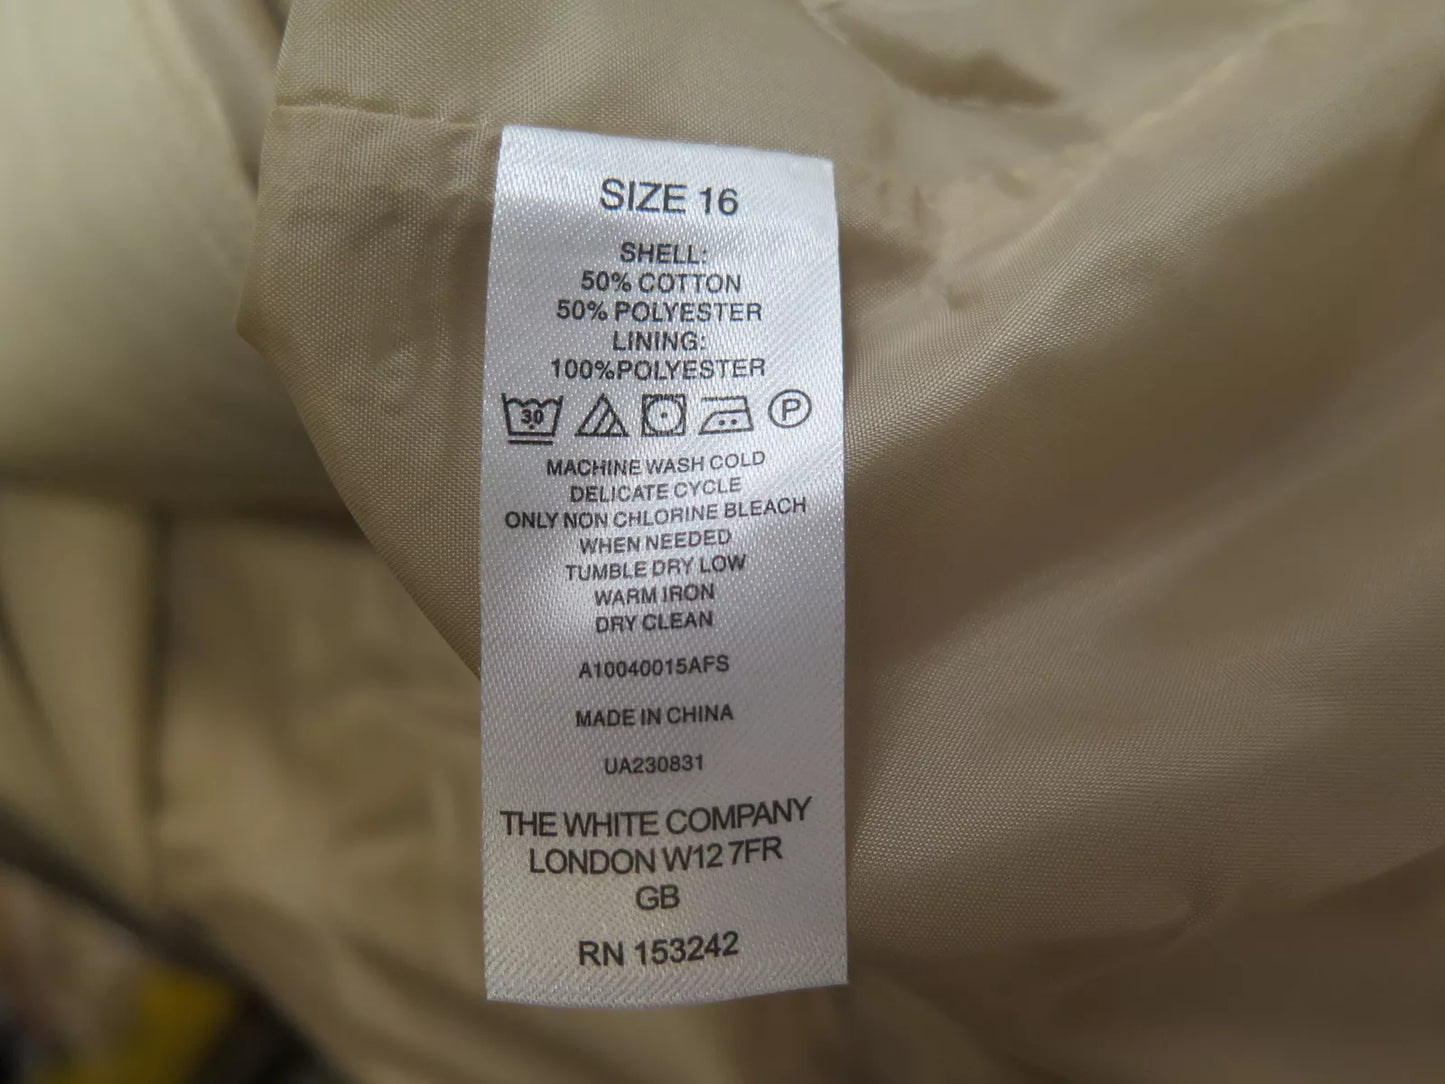 SIZE 16
SHELL:
50% COTTON
50% POLYESTER
LINING:
100%POLYESTER
30 P
MACHINE WASH COLD
DELICATE CYCLE
ONLY NON CHLORINE BLEACH
WHEN NEEDED
TUMBLE DRY LOW
WARM IRON
DRY CLEAN
A10040015AFS
MADE IN CHINA
UA230831
THE WHITE COMPANY
LONDON W12 7FR
GB
RN 153242